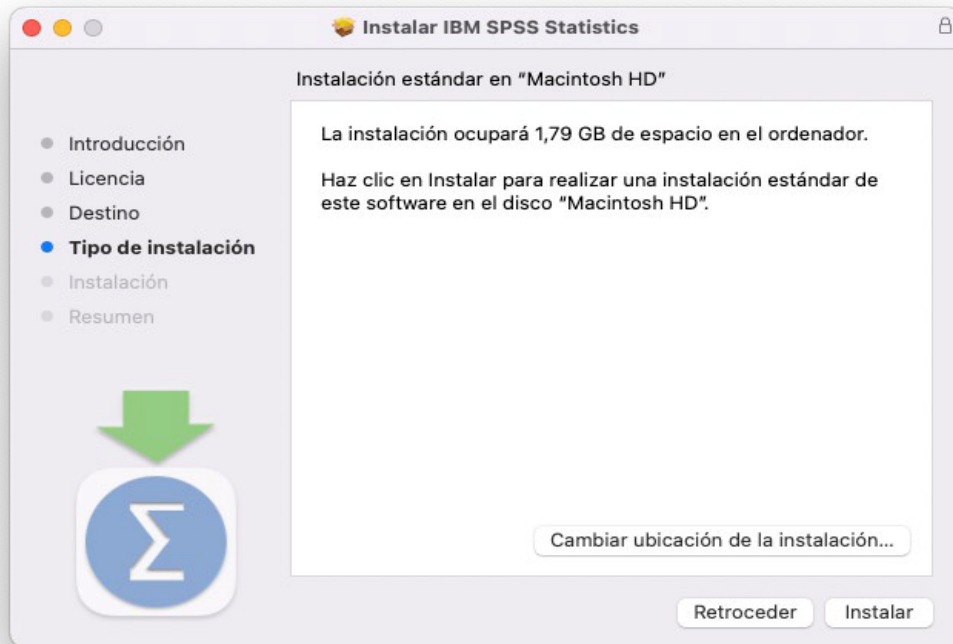 Instalar IBM SPSS Statistics
Instalación estándar en “Macintosh HD”
Introducción
Licencia
Destino
Tipo de instalación
Instalación
Resumen
La instalación ocupará 1,79 GB de espacio en el ordenador.
Haz clic en Instalar para realizar una instalación estándar de
este software en el disco “Macintosh HD”.
Σ
Cambiar ubicación de la instalación...
Retroceder
Instalar